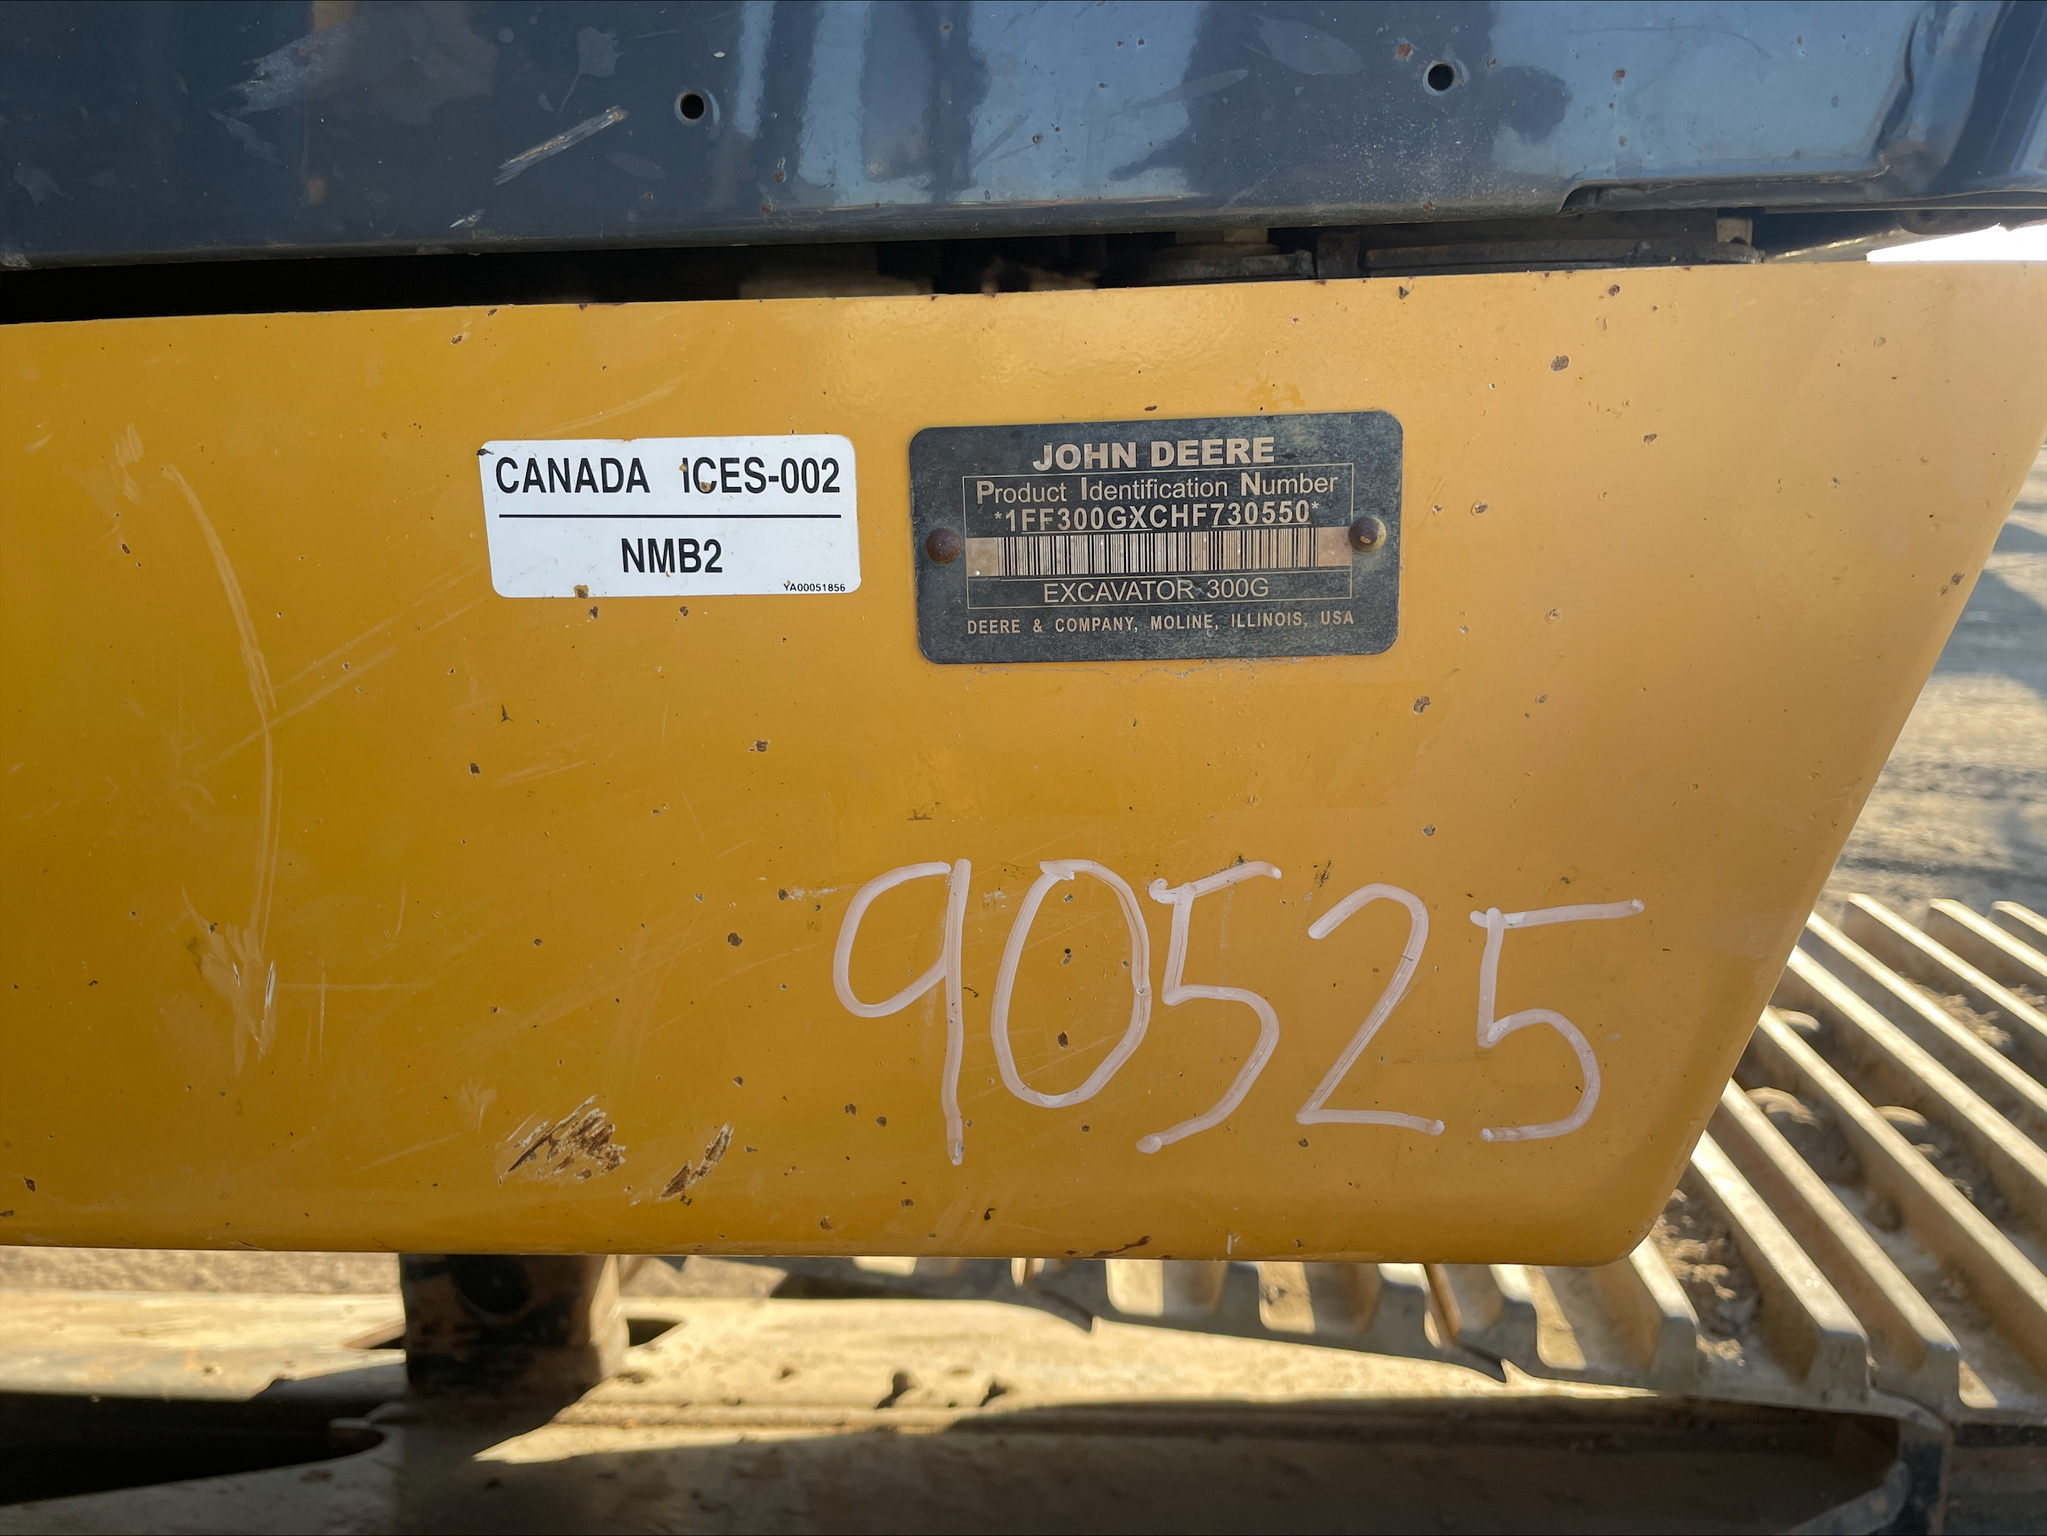 CANADA ICES-002
NMB2
YA00051856
JOHN DEERE
Product Identification Number
*1FF300GXCHF730550*
EXCAVATOR 300G
DEERE & COMPANY, MOLINE, ILLINOIS, USA
90525